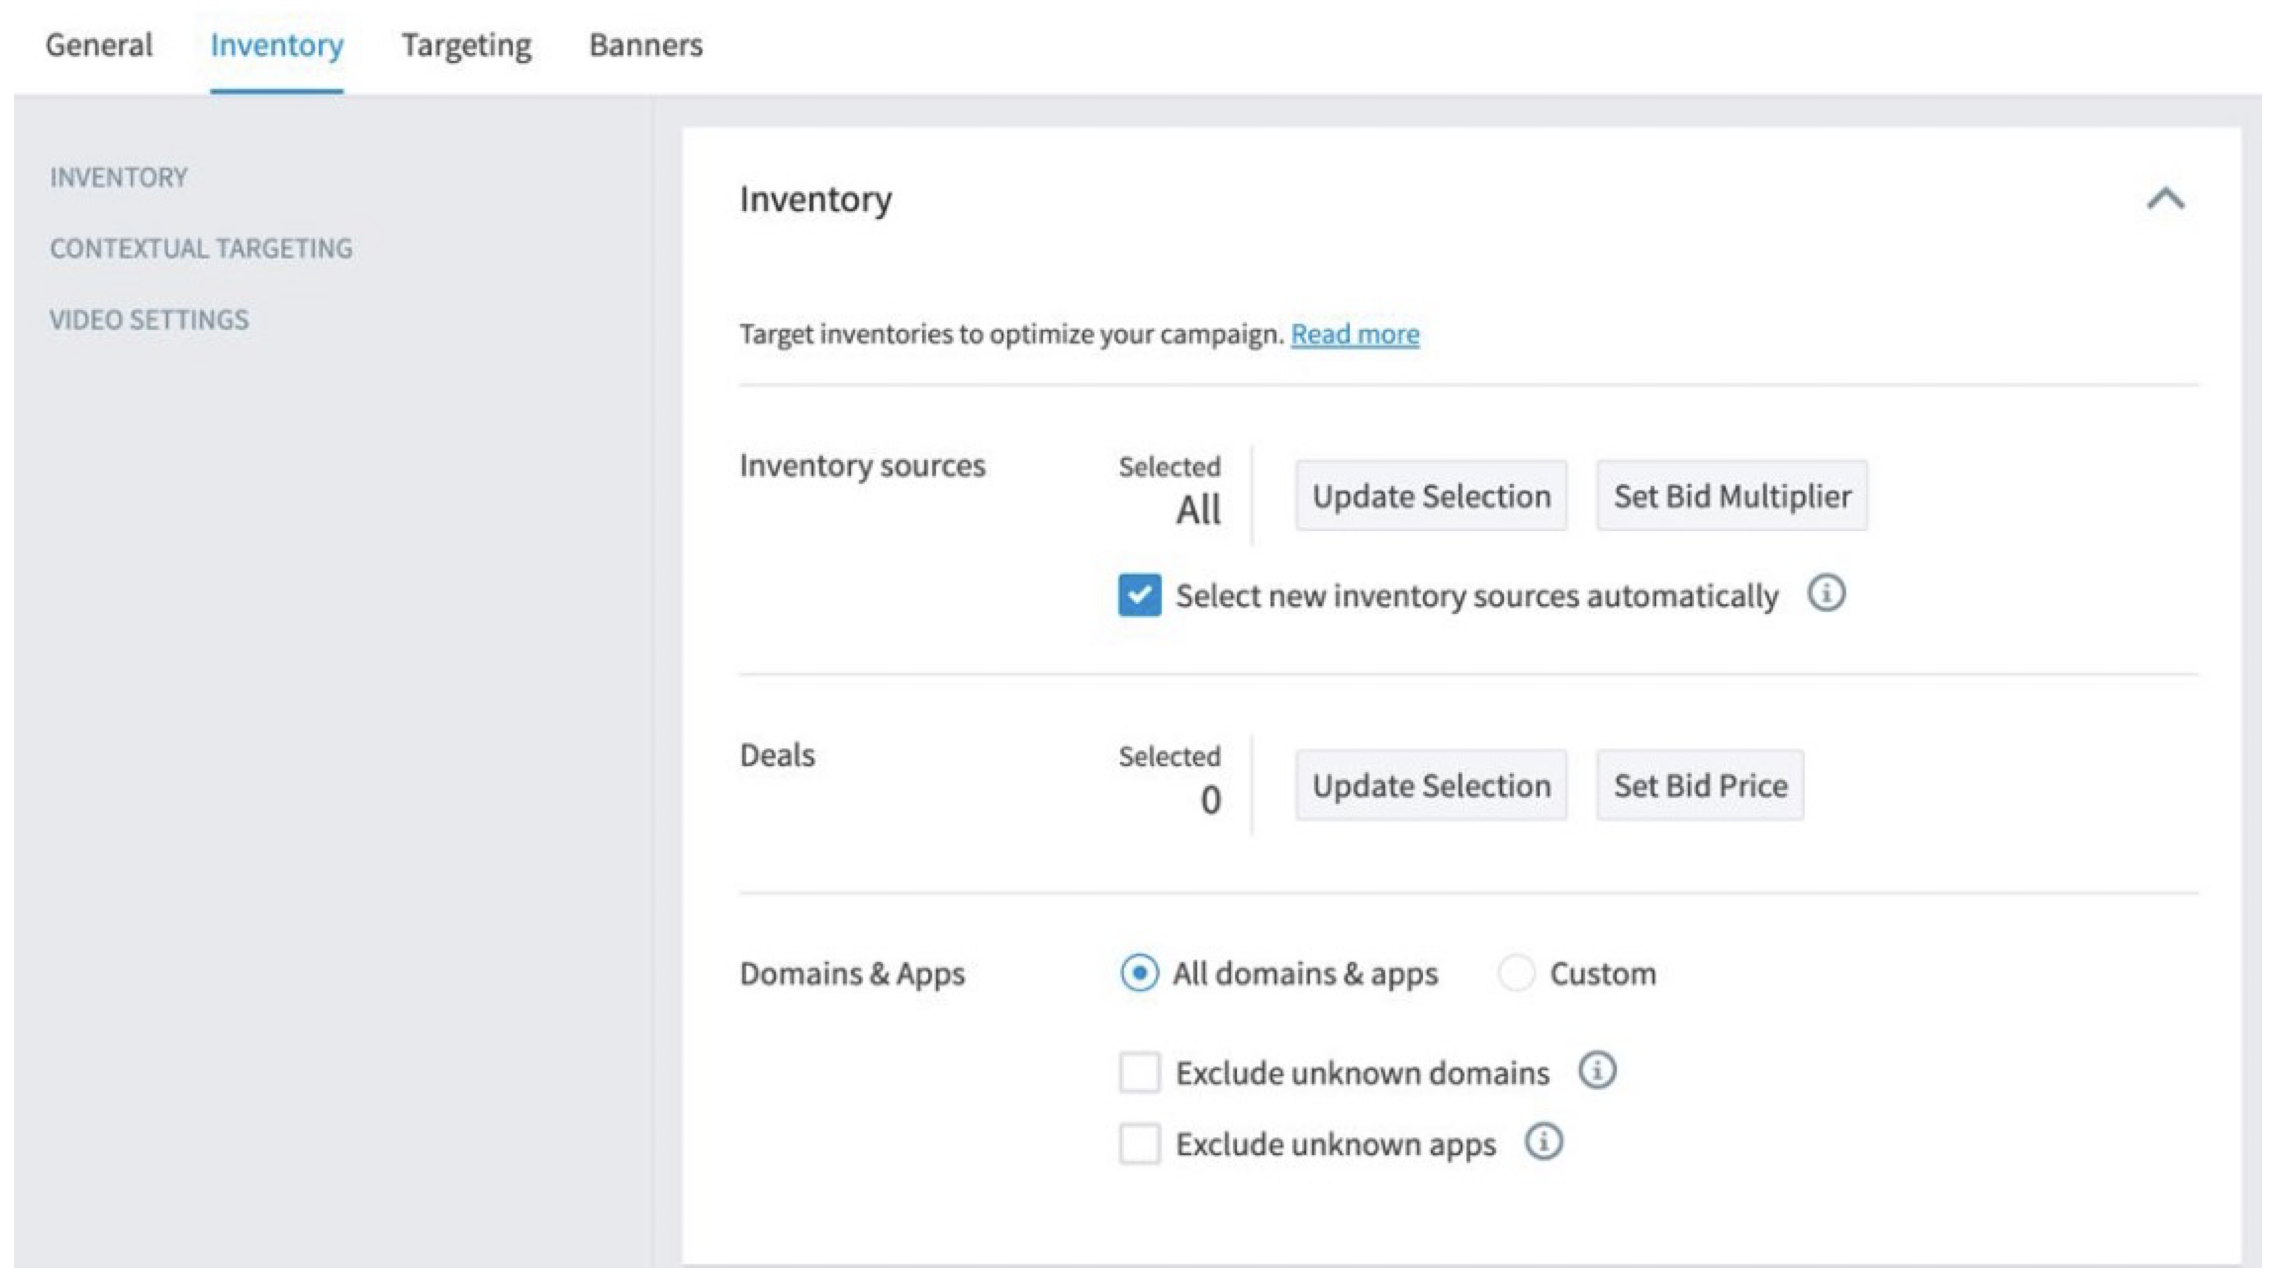 General Inventory Targeting Banners
INVENTORY
CONTEXTUAL TARGETING
VIDEO SETTINGS
Inventory
Target inventories to optimize your campaign. Read more
Inventory sources
Selected
All
Update Selection
Set Bid Multiplier
Select new inventory sources automatically
Deals
Selected
0
Update Selection
Set Bid Price
Domains & Apps
All domains & apps
Custom
Exclude unknown domains
Exclude unknown apps